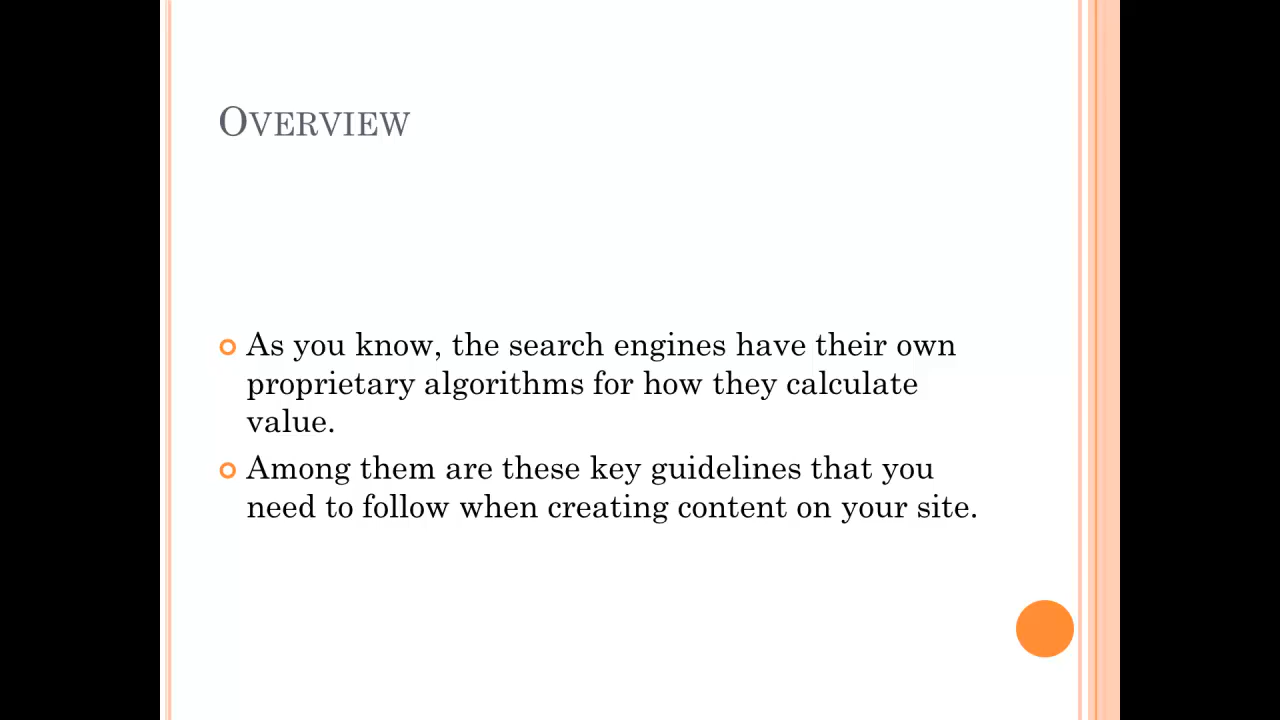 Overview
As you know, the search engines have their own
proprietary algorithms for how they calculate
value.
Among them are these key guidelines that you
need to follow when creating content on your site.